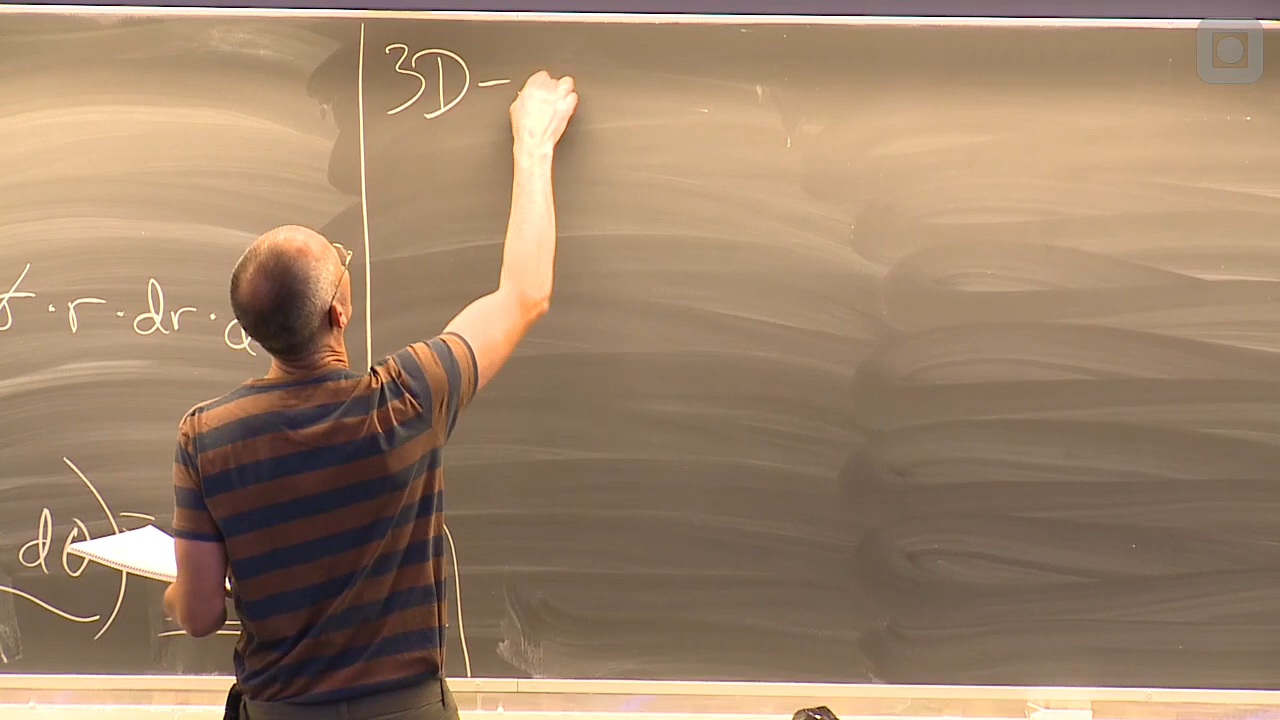 3D -
· r · dr ·
dθ) =